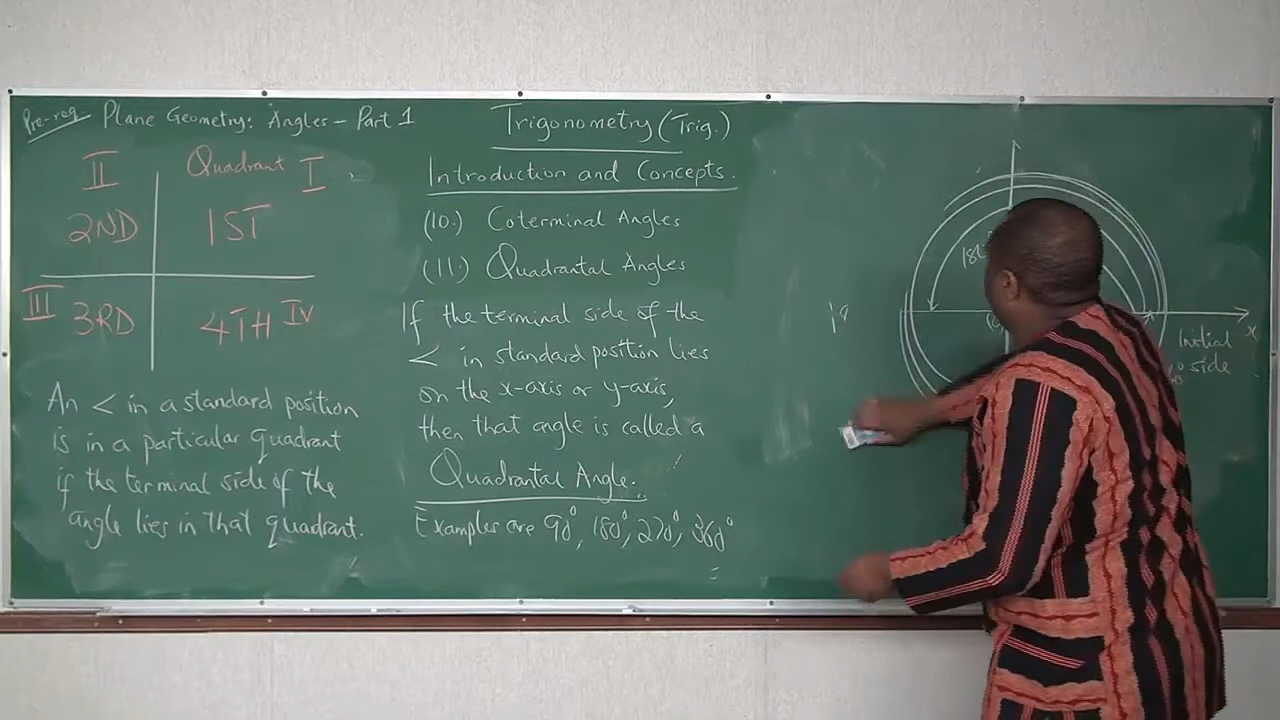 Pre-req Plane Geometry: Angles - Part 1
II Quadrant I
2ND 1ST
III 3RD 4TH IV
An < in a standard position
is in a particular quadrant
if the terminal side of the
angle lies in that quadrant.
Trigonometry (Trig.)
Introduction and Concepts.
(10.) Coterminal Angles
(11.) Quadrantal Angles
If the terminal side of the
< in standard position lies
on the x-axis or y-axis,
then that angle is called a
Quadrantal Angle.
Examples are 90°, 180°, 270°, 360°
Initial x
side